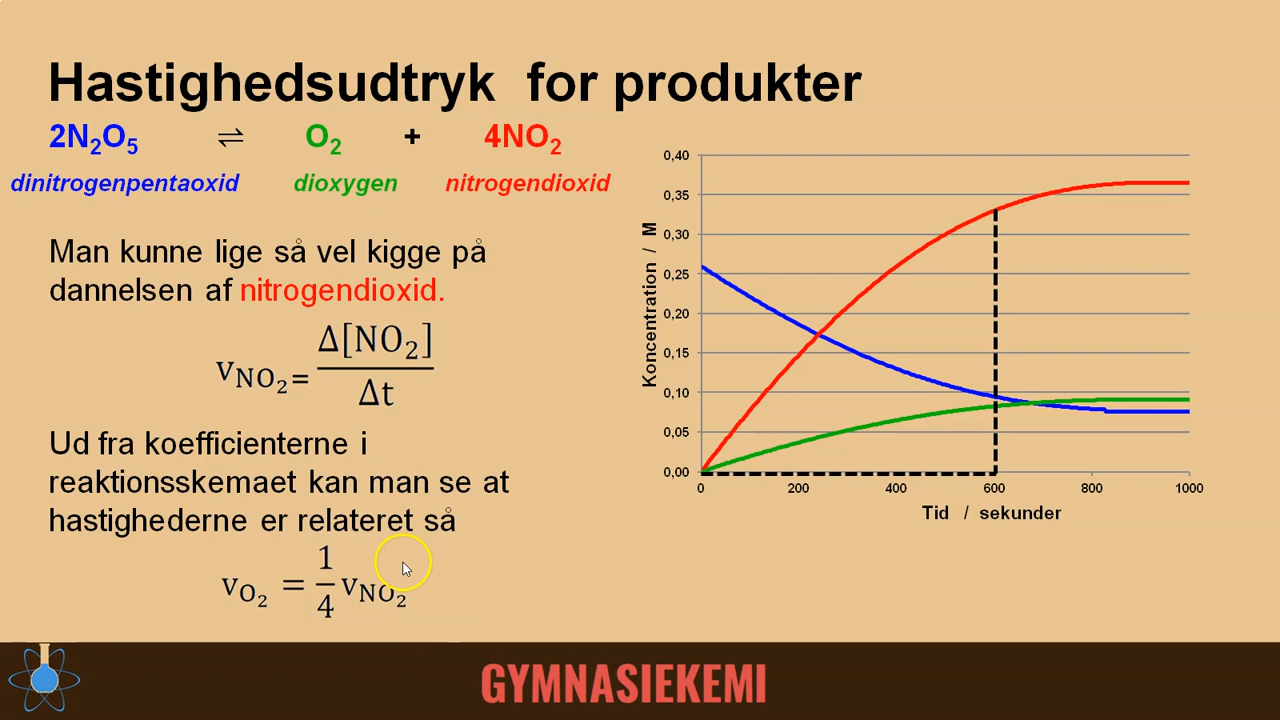 Hastighedsudtryk for produkter
2N₂O₅ ⇌ O₂ + 4NO₂
dinitrogenpentaoxid dioxygen nitrogendioxid
Man kunne lige så vel kigge på
dannelsen af nitrogendioxid.
v_NO₂ = Δ[NO₂] / Δt
Ud fra koefficienterne i
reaktionsskemaet kan man se at
hastighederne er relateret så
v_O₂ = 1/4 v_NO₂
Koncentration / M
0,40
0,35
0,30
0,25
0,20
0,15
0,10
0,05
0,00
0 200 400 600 800 1000
Tid / sekunder
GYMNASIEKEMI